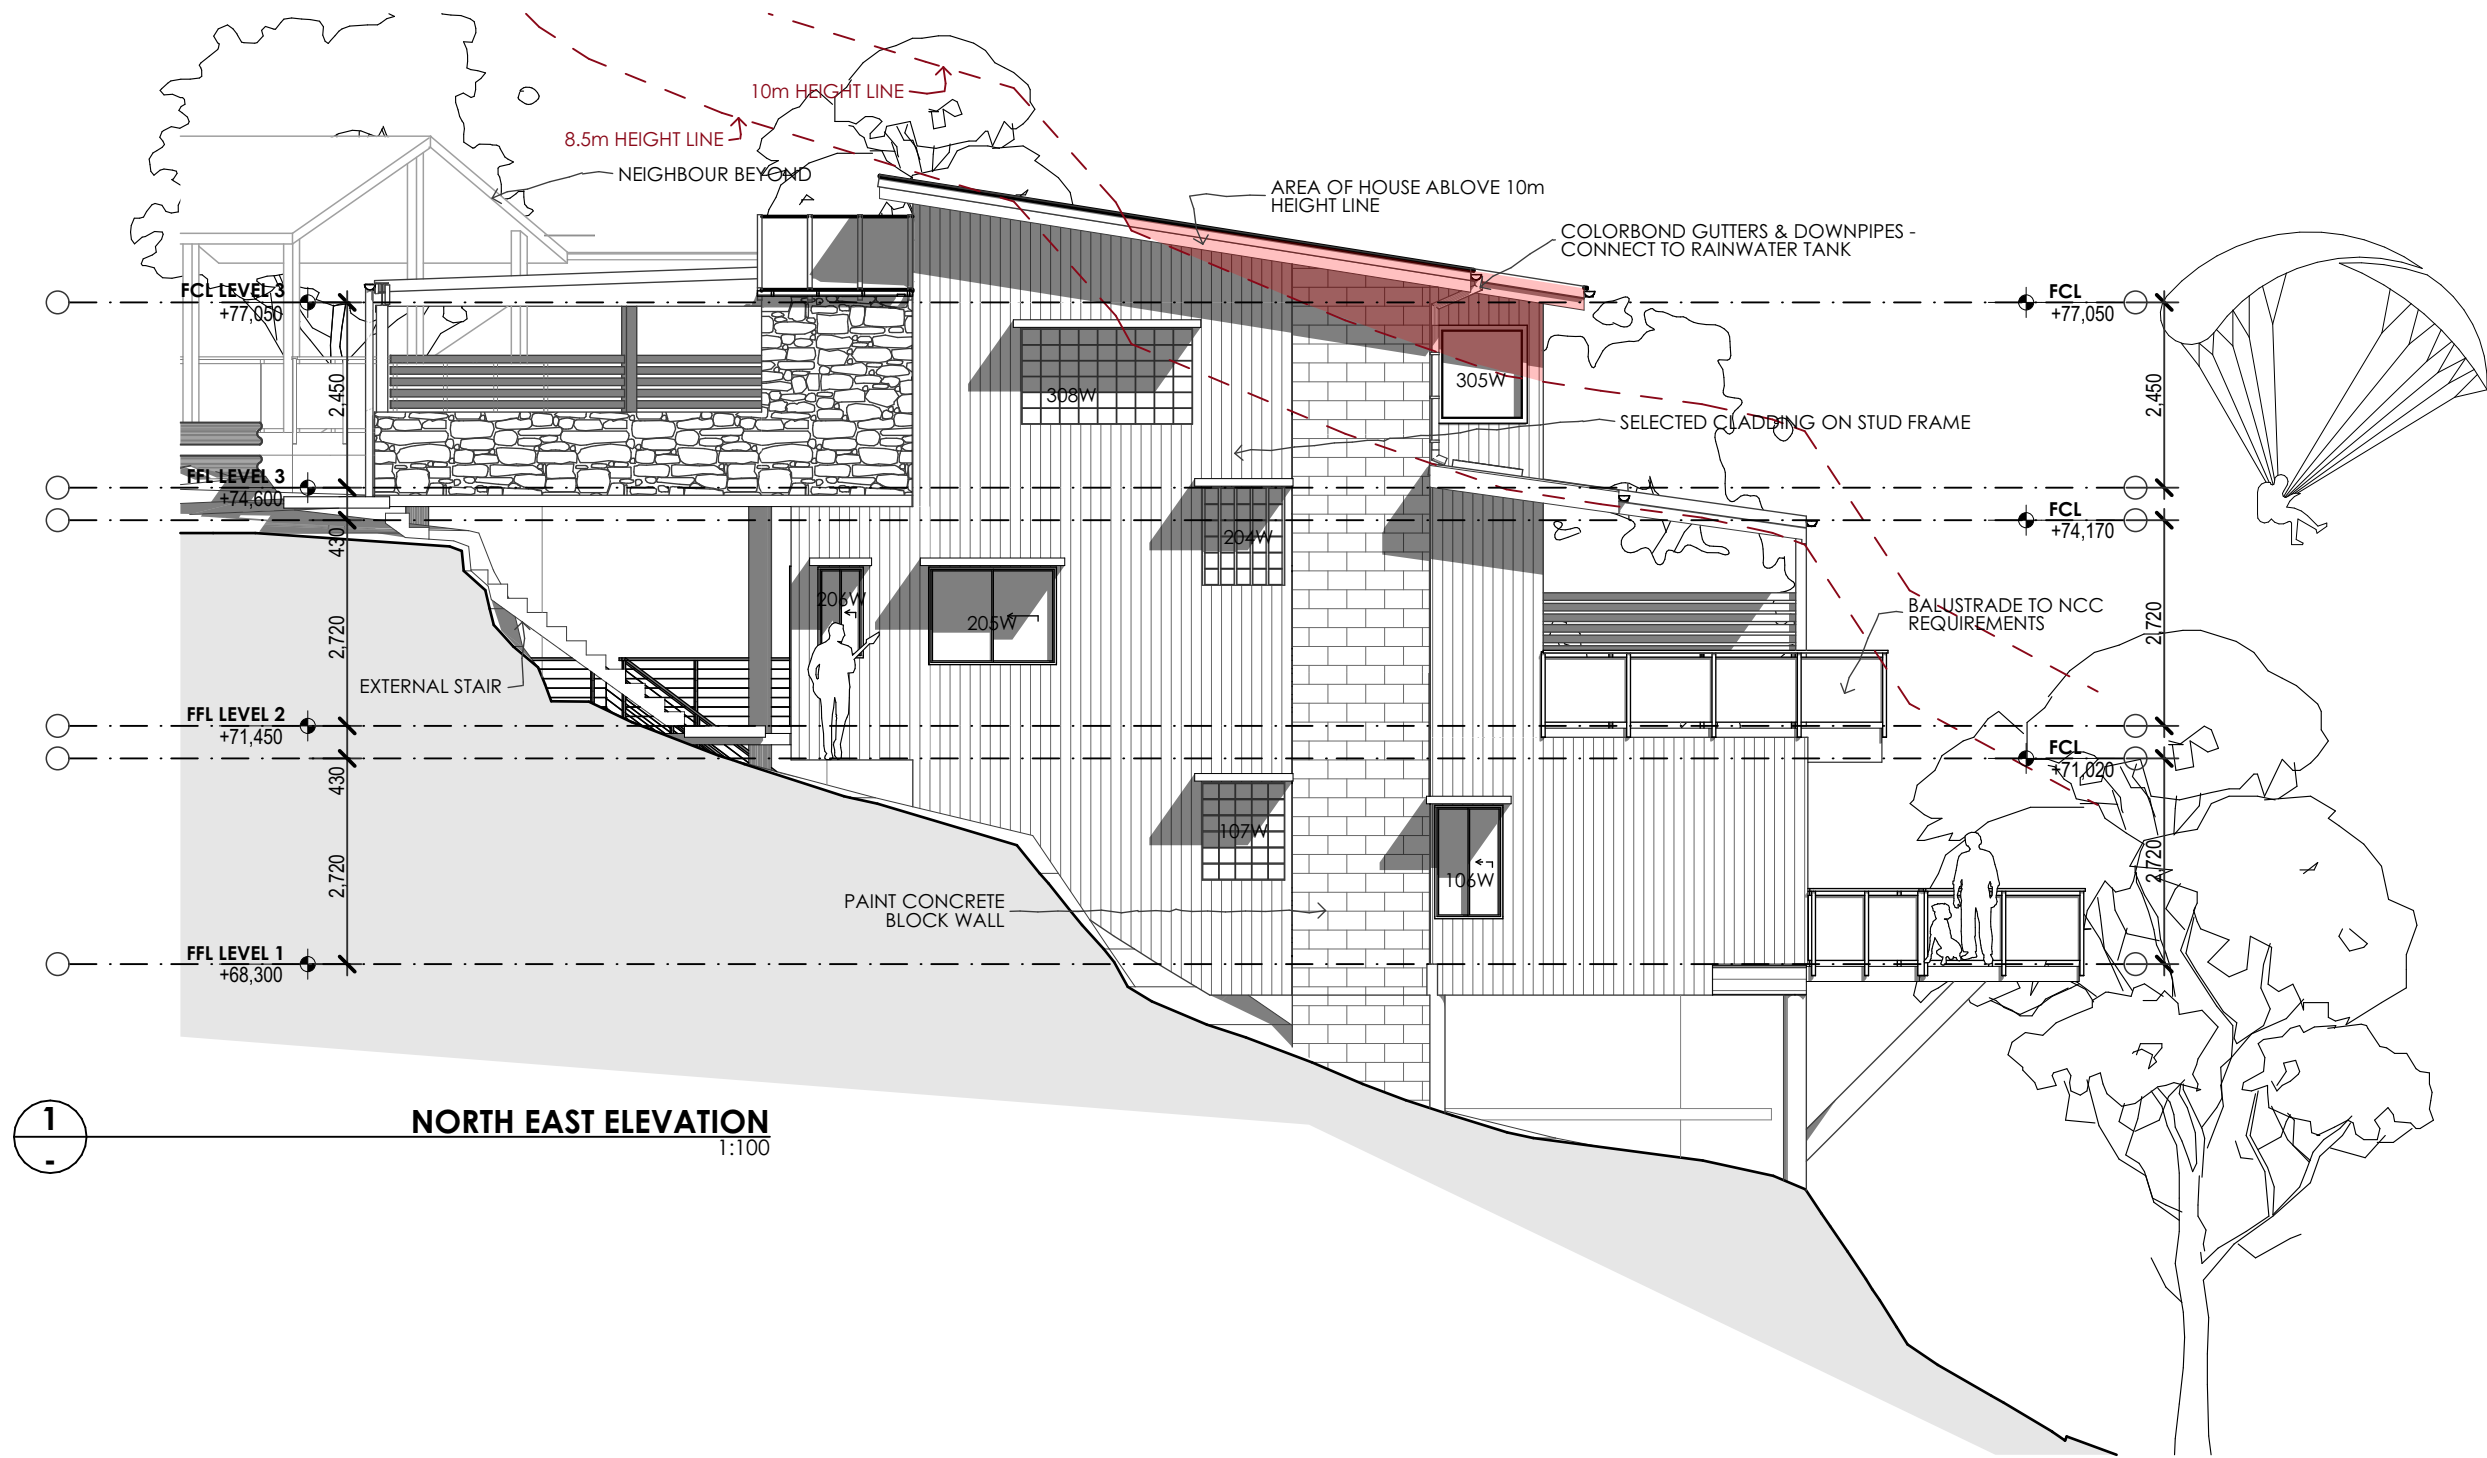 10m HEIGHT LINE
8.5m HEIGHT LINE
NEIGHBOUR BEYOND
AREA OF HOUSE ABLOVE 10m
HEIGHT LINE
COLORBOND GUTTERS & DOWNPIPES -
CONNECT TO RAINWATER TANK
FCL LEVEL 3
+77,050
FCL
+77,050
2,450
308W
305W
2,450
SELECTED CLADDING ON STUD FRAME
FFL LEVEL 3
+74,600
FCL
+74,170
430
204W
206W
205W
BALUSTRADE TO NCC
REQUIREMENTS
2,720
2,720
EXTERNAL STAIR
FFL LEVEL 2
+71,450
FCL
+71,020
430
107W
106W
2,720
2,720
PAINT CONCRETE
BLOCK WALL
FFL LEVEL 1
+68,300
1
-
NORTH EAST ELEVATION
1:100